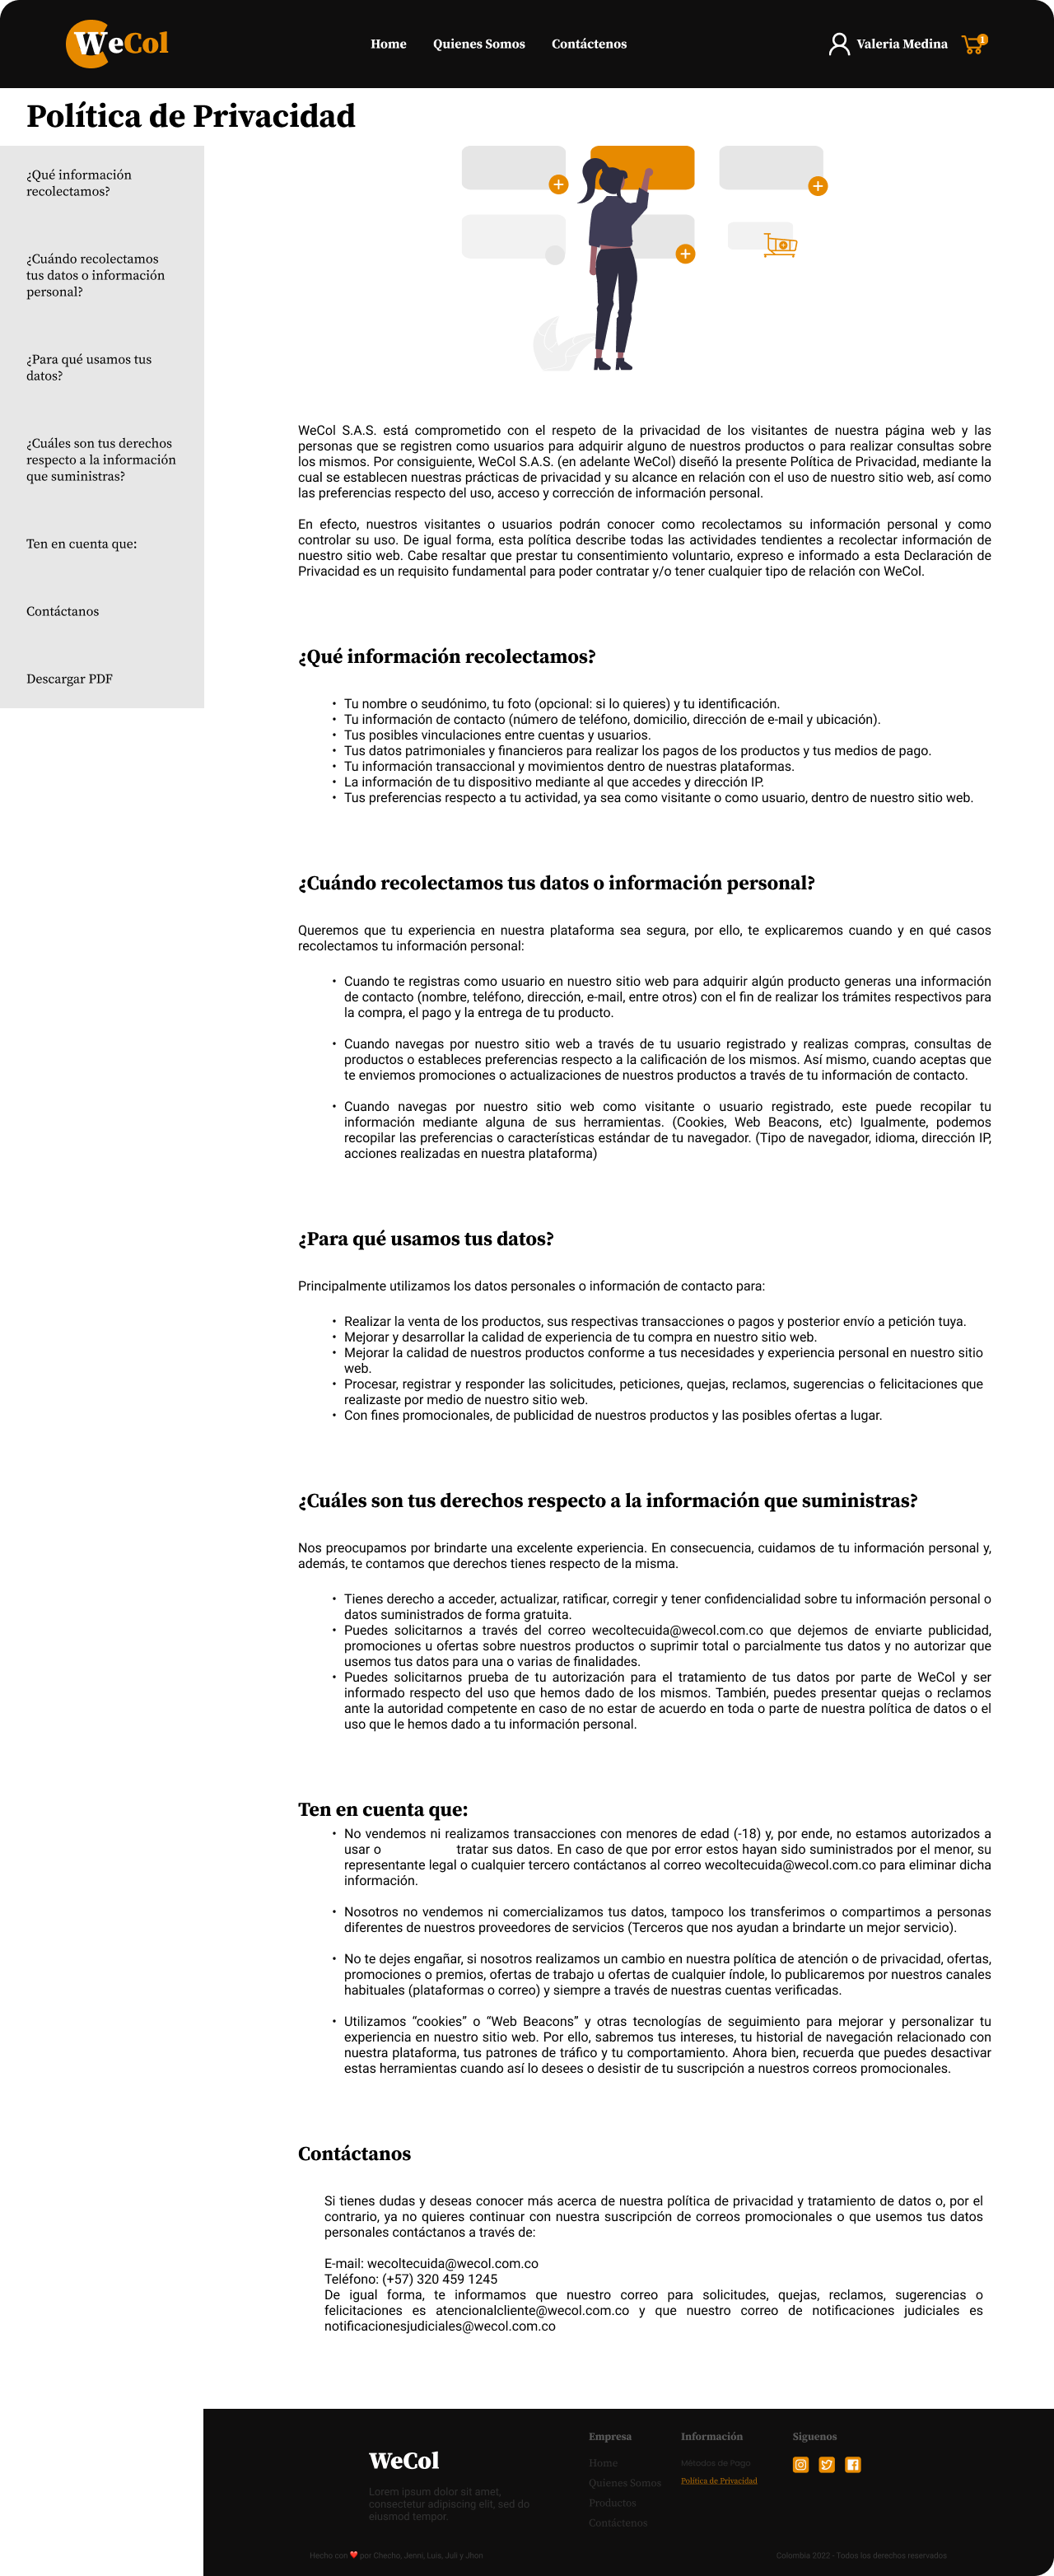 WeCol
Home
Quienes Somos
Contáctenos
Valeria Medina
1
Política de Privacidad
¿Qué información
recolectamos?
¿Cuándo recolectamos
tus datos o información
personal?
¿Para qué usamos tus
datos?
¿Cuáles son tus derechos
respecto a la información
que suministras?
Ten en cuenta que:
Contáctanos
Descargar PDF
WeCol S.A.S. está comprometido con el respeto de la privacidad de los visitantes de nuestra página web y las
personas que se registren como usuarios para adquirir alguno de nuestros productos o para realizar consultas sobre
los mismos. Por consiguiente, WeCol S.A.S. (en adelante WeCol) diseñó la presente Política de Privacidad, mediante la
cual se establecen nuestras prácticas de privacidad y su alcance en relación con el uso de nuestro sitio web, así como
las preferencias respecto del uso, acceso y corrección de información personal.
En efecto, nuestros visitantes o usuarios podrán conocer como recolectamos su información personal y como
controlar su uso. De igual forma, esta política describe todas las actividades tendientes a recolectar información de
nuestro sitio web. Cabe resaltar que prestar tu consentimiento voluntario, expreso e informado a esta Declaración de
Privacidad es un requisito fundamental para poder contratar y/o tener cualquier tipo de relación con WeCol.
¿Qué información recolectamos?
• Tu nombre o seudónimo, tu foto (opcional: si lo quieres) y tu identificación.
• Tu información de contacto (número de teléfono, domicilio, dirección de e-mail y ubicación).
• Tus posibles vinculaciones entre cuentas y usuarios.
• Tus datos patrimoniales y financieros para realizar los pagos de los productos y tus medios de pago.
• Tu información transaccional y movimientos dentro de nuestras plataformas.
• La información de tu dispositivo mediante al que accedes y dirección IP.
• Tus preferencias respecto a tu actividad, ya sea como visitante o como usuario, dentro de nuestro sitio web.
¿Cuándo recolectamos tus datos o información personal?
Queremos que tu experiencia en nuestra plataforma sea segura, por ello, te explicaremos cuando y en qué casos
recolectamos tu información personal:
• Cuando te registras como usuario en nuestro sitio web para adquirir algún producto generas una información
de contacto (nombre, teléfono, dirección, e-mail, entre otros) con el fin de realizar los trámites respectivos para
la compra, el pago y la entrega de tu producto.
• Cuando navegas por nuestro sitio web a través de tu usuario registrado y realizas compras, consultas de
productos o estableces preferencias respecto a la calificación de los mismos. Así mismo, cuando aceptas que
te enviemos promociones o actualizaciones de nuestros productos a través de tu información de contacto.
• Cuando navegas por nuestro sitio web como visitante o usuario registrado, este puede recopilar tu
información mediante alguna de sus herramientas. (Cookies, Web Beacons, etc) Igualmente, podemos
recopilar las preferencias o características estándar de tu navegador. (Tipo de navegador, idioma, dirección IP,
acciones realizadas en nuestra plataforma)
¿Para qué usamos tus datos?
Principalmente utilizamos los datos personales o información de contacto para:
• Realizar la venta de los productos, sus respectivas transacciones o pagos y posterior envío a petición tuya.
• Mejorar y desarrollar la calidad de experiencia de tu compra en nuestro sitio web.
• Mejorar la calidad de nuestros productos conforme a tus necesidades y experiencia personal en nuestro sitio
web.
• Procesar, registrar y responder las solicitudes, peticiones, quejas, reclamos, sugerencias o felicitaciones que
realizaste por medio de nuestro sitio web.
• Con fines promocionales, de publicidad de nuestros productos y las posibles ofertas a lugar.
¿Cuáles son tus derechos respecto a la información que suministras?
Nos preocupamos por brindarte una excelente experiencia. En consecuencia, cuidamos de tu información personal y,
además, te contamos que derechos tienes respecto de la misma.
• Tienes derecho a acceder, actualizar, ratificar, corregir y tener confidencialidad sobre tu información personal o
datos suministrados de forma gratuita.
• Puedes solicitarnos a través del correo wecoltecuida@wecol.com.co que dejemos de enviarte publicidad,
promociones u ofertas sobre nuestros productos o suprimir total o parcialmente tus datos y no autorizar que
usemos tus datos para una o varias de finalidades.
• Puedes solicitarnos prueba de tu autorización para el tratamiento de tus datos por parte de WeCol y ser
informado respecto del uso que hemos dado de los mismos. También, puedes presentar quejas o reclamos
ante la autoridad competente en caso de no estar de acuerdo en toda o parte de nuestra política de datos o el
uso que le hemos dado a tu información personal.
Ten en cuenta que:
• No vendemos ni realizamos transacciones con menores de edad (-18) y, por ende, no estamos autorizados a
usar o tratar sus datos. En caso de que por error estos hayan sido suministrados por el menor, su
representante legal o cualquier tercero contáctanos al correo wecoltecuida@wecol.com.co para eliminar dicha
información.
• Nosotros no vendemos ni comercializamos tus datos, tampoco los transferimos o compartimos a personas
diferentes de nuestros proveedores de servicios (Terceros que nos ayudan a brindarte un mejor servicio).
• No te dejes engañar, si nosotros realizamos un cambio en nuestra política de atención o de privacidad, ofertas,
promociones o premios, ofertas de trabajo u ofertas de cualquier índole, lo publicaremos por nuestros canales
habituales (plataformas o correo) y siempre a través de nuestras cuentas verificadas.
• Utilizamos “cookies” o “Web Beacons” y otras tecnologías de seguimiento para mejorar y personalizar tu
experiencia en nuestro sitio web. Por ello, sabremos tus intereses, tu historial de navegación relacionado con
nuestra plataforma, tus patrones de tráfico y tu comportamiento. Ahora bien, recuerda que puedes desactivar
estas herramientas cuando así lo desees o desistir de tu suscripción a nuestros correos promocionales.
Contáctanos
Si tienes dudas y deseas conocer más acerca de nuestra política de privacidad y tratamiento de datos o, por el
contrario, ya no quieres continuar con nuestra suscripción de correos promocionales o que usemos tus datos
personales contáctanos a través de:
E-mail: wecoltecuida@wecol.com.co
Teléfono: (+57) 320 459 1245
De igual forma, te informamos que nuestro correo para solicitudes, quejas, reclamos, sugerencias o
felicitaciones es atencionalcliente@wecol.com.co y que nuestro correo de notificaciones judiciales es
notificacionesjudiciales@wecol.com.co
WeCol
Lorem ipsum dolor sit amet,
consectetur adipiscing elit, sed do
eiusmod tempor.
Empresa
Home
Quienes Somos
Productos
Contáctenos
Información
Métodos de Pago
Política de Privacidad
Siguenos
Hecho con ❤️ por Checho, Jenni, Luis, Juli y Jhon
Colombia 2022 - Todos los derechos reservados